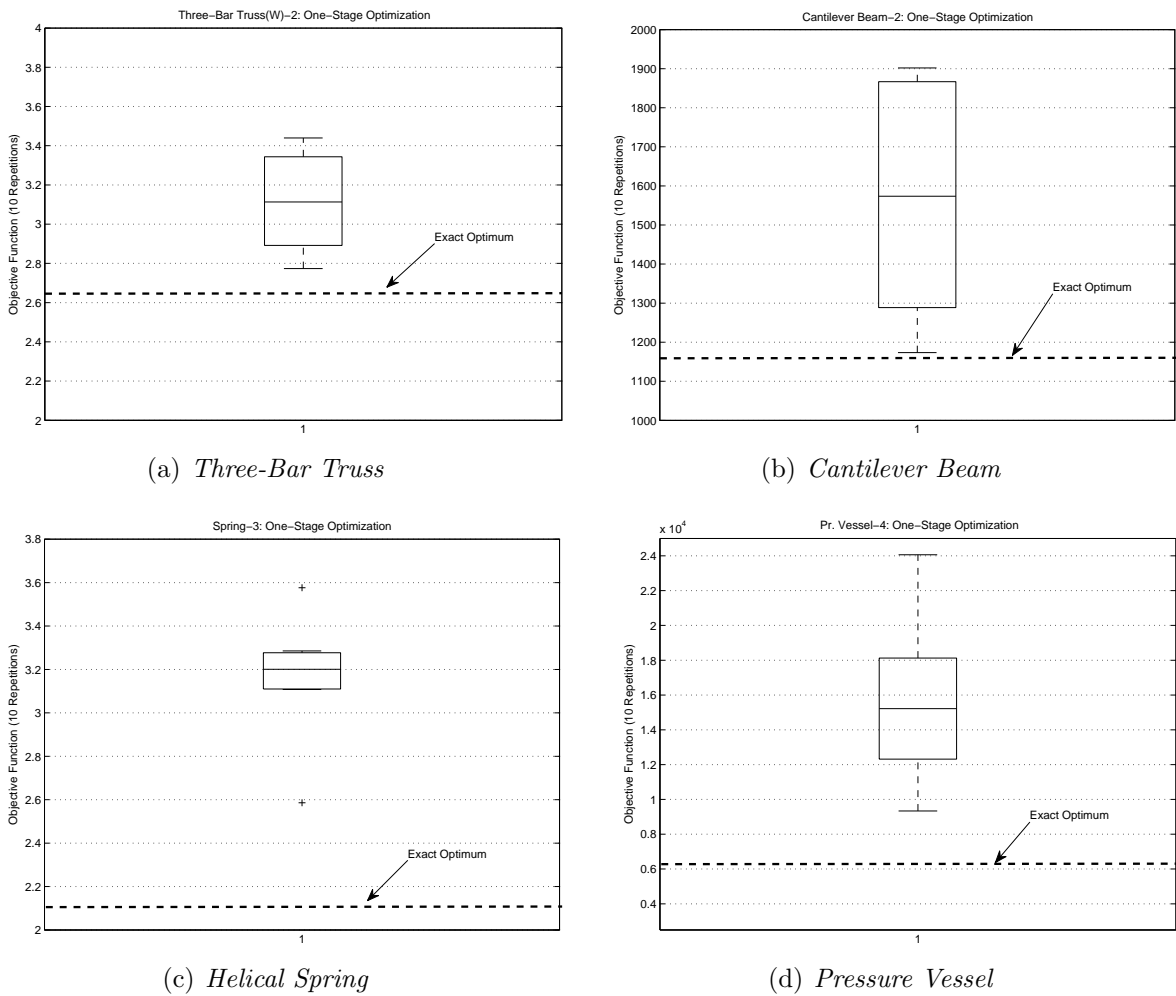 Three−Bar Truss(W)−2: One−Stage Optimization
4
3.8
3.6
3.4
3.2
3
2.8
2.6
2.4
2.2
2
Objective Function (10 Repetitions)
Exact Optimum
1
(a) Three-Bar Truss
Cantilever Beam−2: One−Stage Optimization
2000
1900
1800
1700
1600
1500
1400
1300
1200
1100
1000
Objective Function (10 Repetitions)
Exact Optimum
1
(b) Cantilever Beam
Spring−3: One−Stage Optimization
3.8
3.6
3.4
3.2
3
2.8
2.6
2.4
2.2
2
Objective Function (10 Repetitions)
Exact Optimum
1
(c) Helical Spring
x 10^4
Pr. Vessel−4: One−Stage Optimization
2.4
2.2
2
1.8
1.6
1.4
1.2
1
0.8
0.6
0.4
Objective Function (10 Repetitions)
Exact Optimum
1
(d) Pressure Vessel